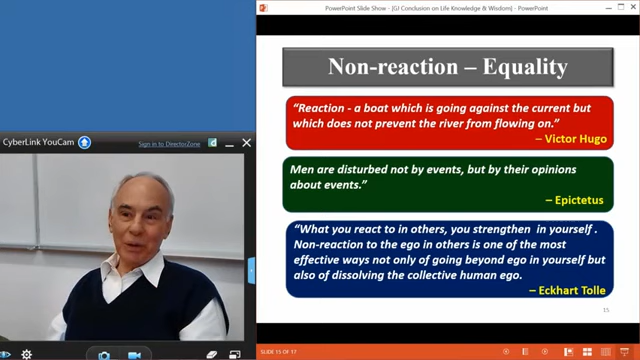 PowerPoint Slide Show - [GJ Conclusion on Life Knowledge & Wisdom] - PowerPoint
Non-reaction – Equality
“Reaction - a boat which is going against the current but
which does not prevent the river from flowing on.”
– Victor Hugo
CyberLink YouCam
Sign in to DirectorZone
Men are disturbed not by events, but by their opinions
about events.”
– Epictetus
“What you react to in others, you strengthen in yourself .
Non-reaction to the ego in others is one of the most
effective ways not only of going beyond ego in yourself but
also of dissolving the collective human ego.
– Eckhart Tolle
15
SLIDE 15 OF 17